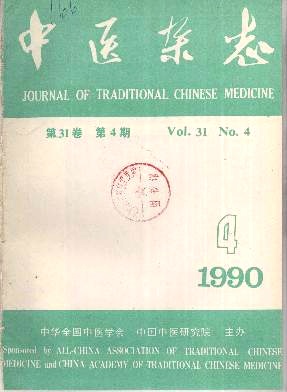 中医杂志
JOURNAL OF TRADITIONAL CHINESE MEDICINE
第31卷 第4期 Vol. 31 No. 4
4
1990
中华全国中医学会 中国中医研究院 主办
Sponsored by ALL-CHINA ASSOCIATION OF TRADITIONAL CHINESE
MEDICINE and CHINA ACADEMY OF TRADITIONAL CHINESE MEDICINE